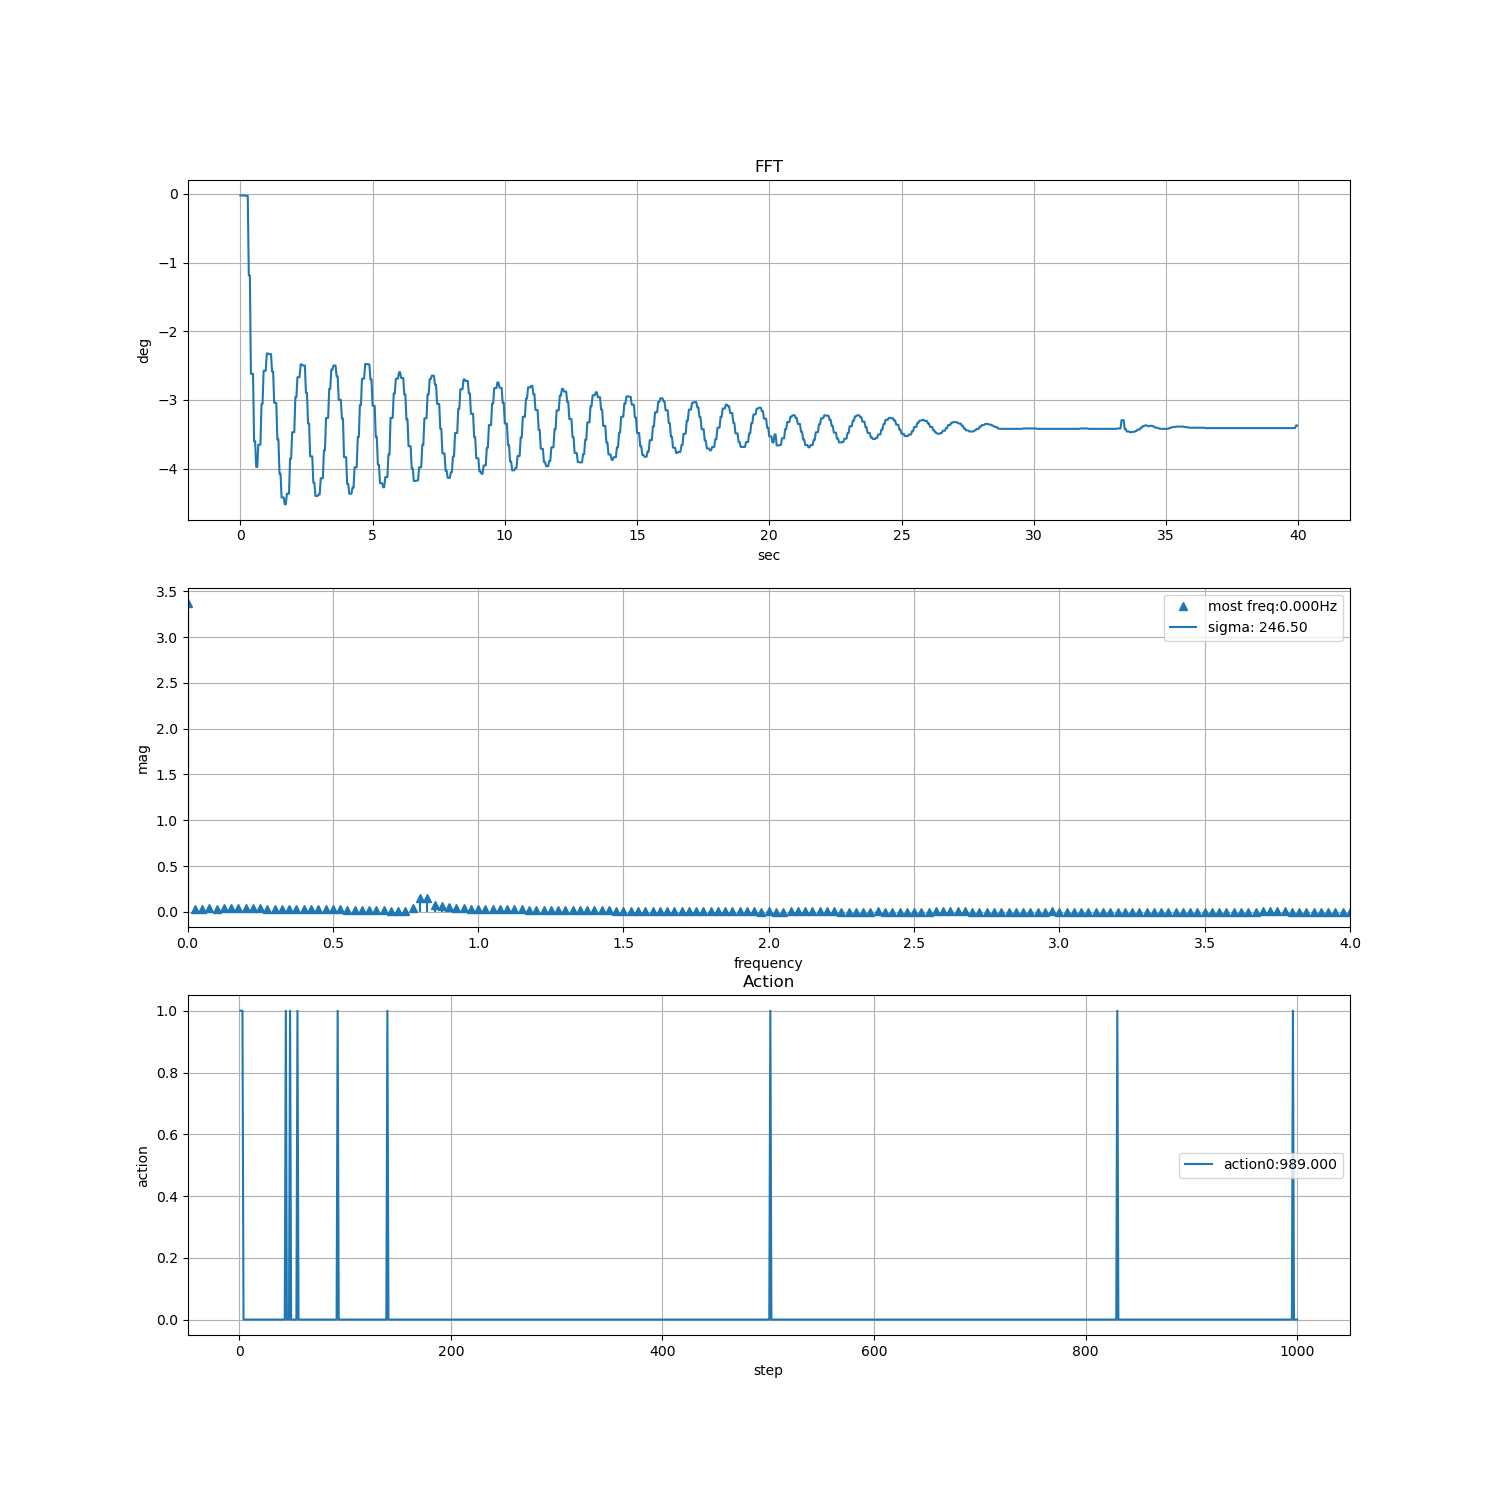 FFT
0
−1
−2
−3
−4
deg
0 5 10 15 20 25 30 35 40
sec
3.5
3.0
2.5
2.0
1.5
1.0
0.5
0.0
mag
most freq:0.000Hz
sigma: 246.50
0.0 0.5 1.0 1.5 2.0 2.5 3.0 3.5 4.0
frequency
Action
1.0
0.8
0.6
0.4
0.2
0.0
action
action0:989.000
0 200 400 600 800 1000
step